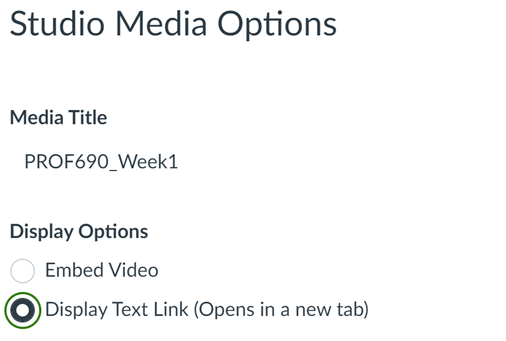 Studio Media Options
Media Title
PROF690_Week1
Display Options
Embed Video
Display Text Link (Opens in a new tab)